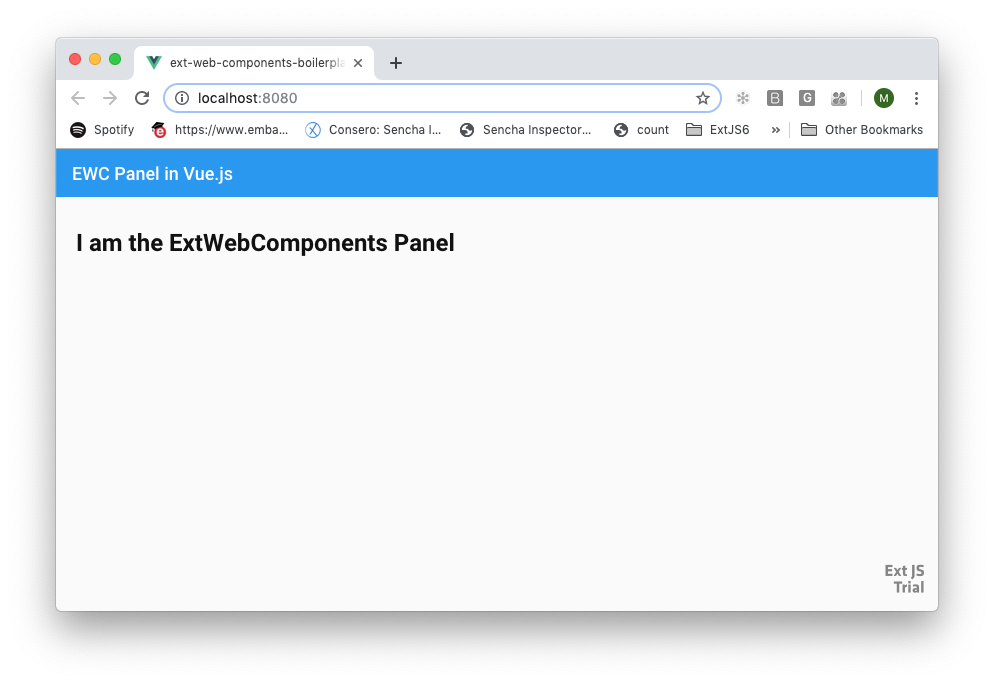 ext-web-components-boilerpla
localhost:8080
M
Spotify
https://www.emba...
Consero: Sencha I...
Sencha Inspector...
count
ExtJS6
»
Other Bookmarks
EWC Panel in Vue.js
I am the ExtWebComponents Panel
Ext JS
Trial